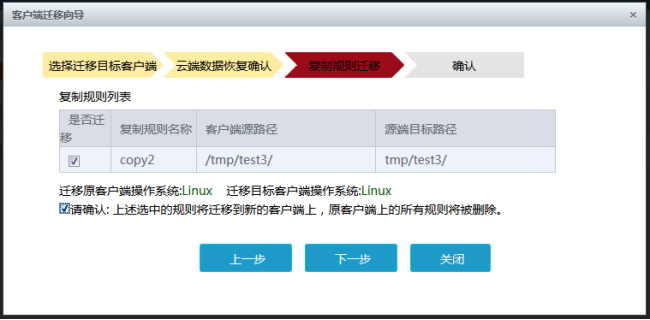 客户端迁移向导
选择迁移目标客户端 云端数据恢复确认 复制规则迁移 确认
复制规则列表
是否迁移 复制规则名称 客户端源路径 源端目标路径
copy2 /tmp/test3/ tmp/test3/
迁移原客户端操作系统:Linux 迁移目标客户端操作系统:Linux
请确认: 上述选中的规则将迁移到新的客户端上，原客户端上的所有规则将被删除。
上一步 下一步 关闭